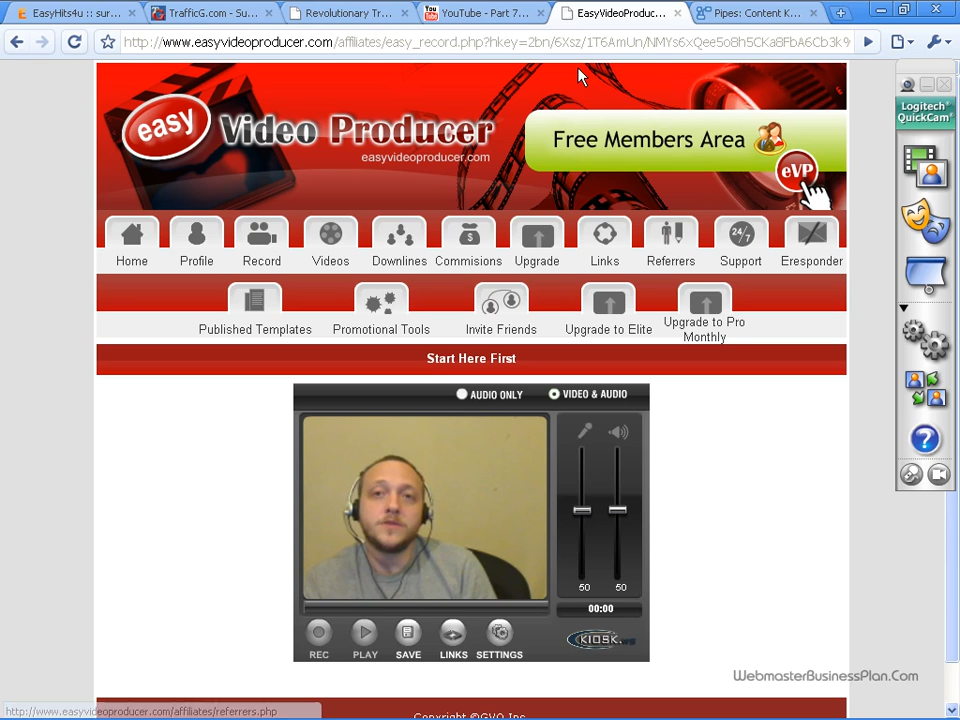 EasyHits4u :: sur...
TrafficG.com - Su...
Revolutionary Tr...
YouTube - Part 7...
EasyVideoProduc...
Pipes: Content K...
http://www.easyvideoproducer.com/affiliates/easy_record.php?hkey=2bn/6Xsz/1T6AmUn/NMYs6xQee5o8h5CKa8FbA6Cb3k9
Logitech
QuickCam
easy Video Producer
easyvideoproducer.com
Free Members Area
eVP
Home
Profile
Record
Videos
Downlines
Commisions
Upgrade
Links
Referrers
24/7
Support
Eresponder
Published Templates
Promotional Tools
Invite Friends
Upgrade to Elite
Upgrade to Pro
Monthly
Start Here First
AUDIO ONLY
VIDEO & AUDIO
50
50
00:00
KIOSK
REC
PLAY
SAVE
LINKS
SETTINGS
WebmasterBusinessPlan.Com
http://www.easyvideoproducer.com/affiliates/referrers.php
Copyright ©GVO Inc